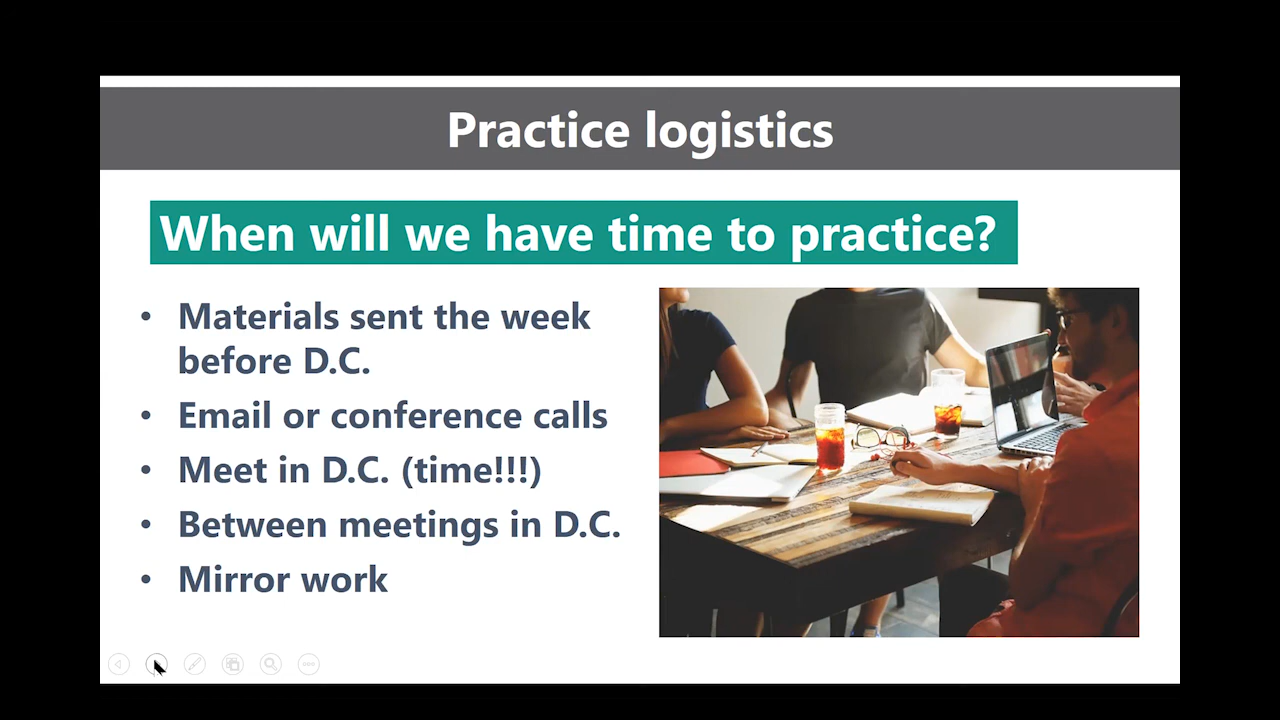 Practice logistics
When will we have time to practice?
• Materials sent the week
before D.C.
• Email or conference calls
• Meet in D.C. (time!!!)
• Between meetings in D.C.
• Mirror work